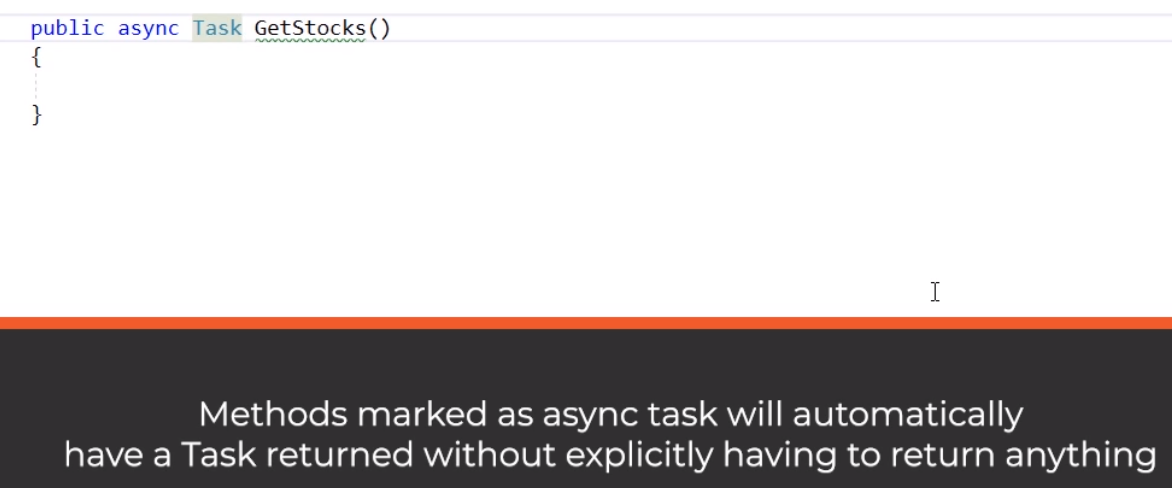 public async Task GetStocks()
{
}
Methods marked as async task will automatically
have a Task returned without explicitly having to return anything